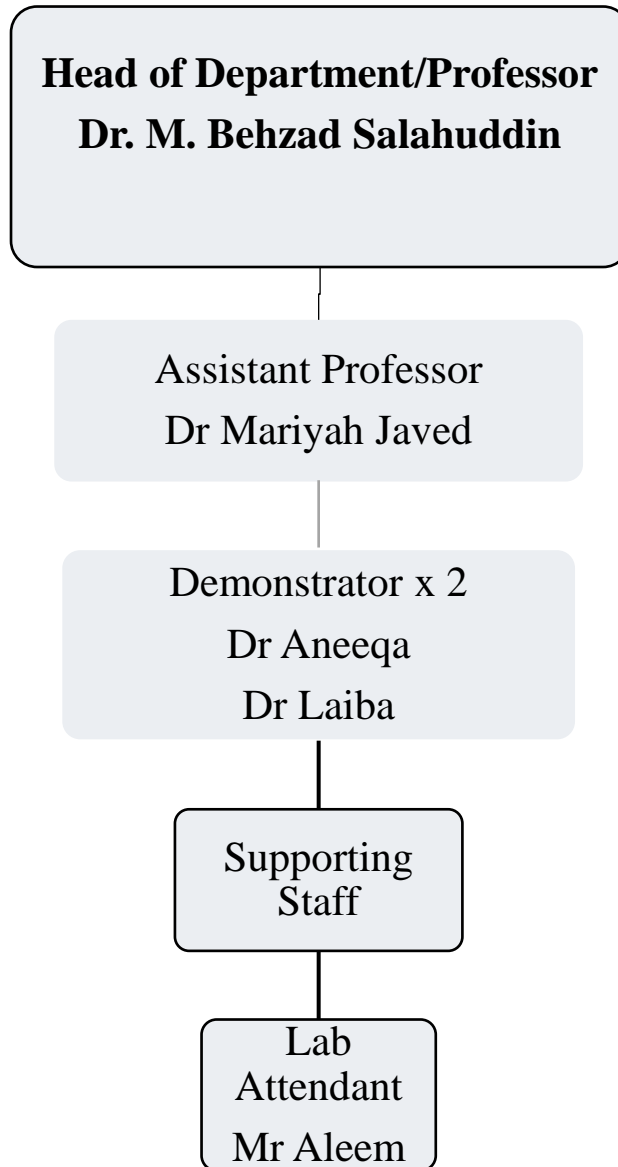 Head of Department/Professor
Dr. M. Behzad Salahuddin
Assistant Professor
Dr Mariyah Javed
Demonstrator x 2
Dr Aneeqa
Dr Laiba
Supporting
Staff
Lab
Attendant
Mr Aleem